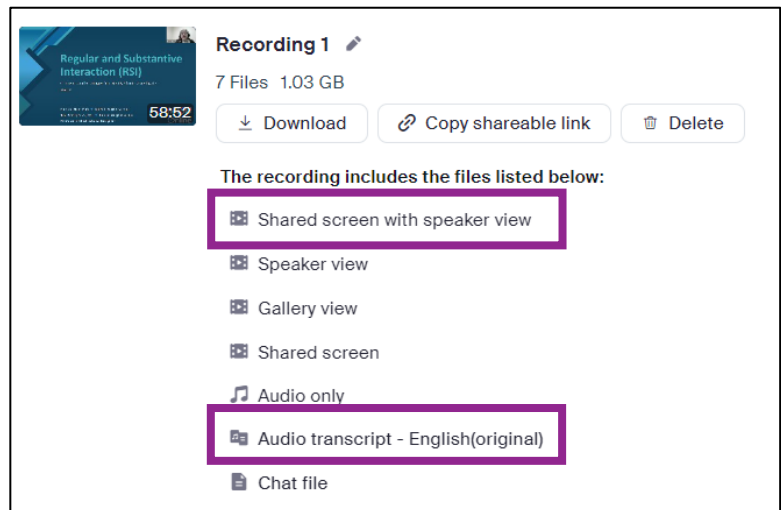 Regular and Substantive
Interaction (RSI)
58:52
Recording 1
7 Files 1.03 GB
Download
Copy shareable link
Delete
The recording includes the files listed below:
Shared screen with speaker view
Speaker view
Gallery view
Shared screen
Audio only
Audio transcript - English(original)
Chat file